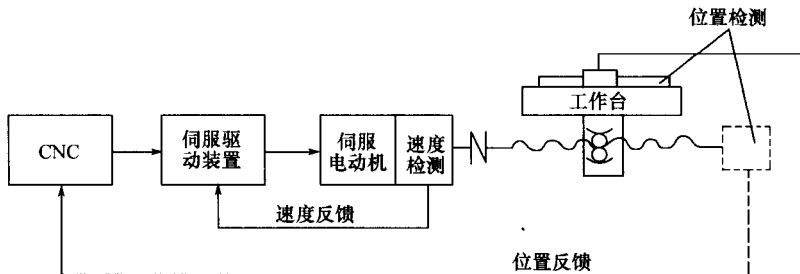 位置检测
工作台
CNC
伺服驱
动装置
伺服
电动机
速度
检测
速度反馈
位置反馈